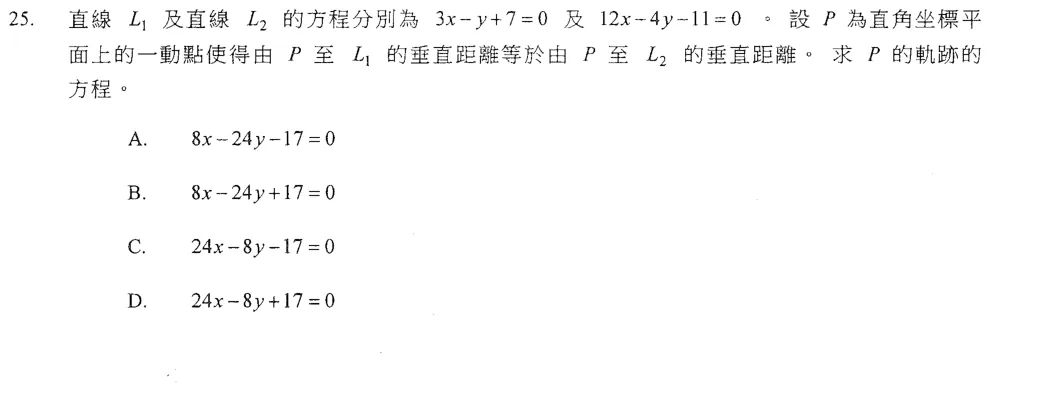 25. 直線 L₁ 及直線 L₂ 的方程分別為 3x－y＋7＝0 及 12x－4y－11＝0 。 設 P 為直角坐標平
面上的一動點使得由 P 至 L₁ 的垂直距離等於由 P 至 L₂ 的垂直距離。 求 P 的軌跡的
方程。
A. 8x－24y－17＝0
B. 8x－24y＋17＝0
C. 24x－8y－17＝0
D. 24x－8y＋17＝0